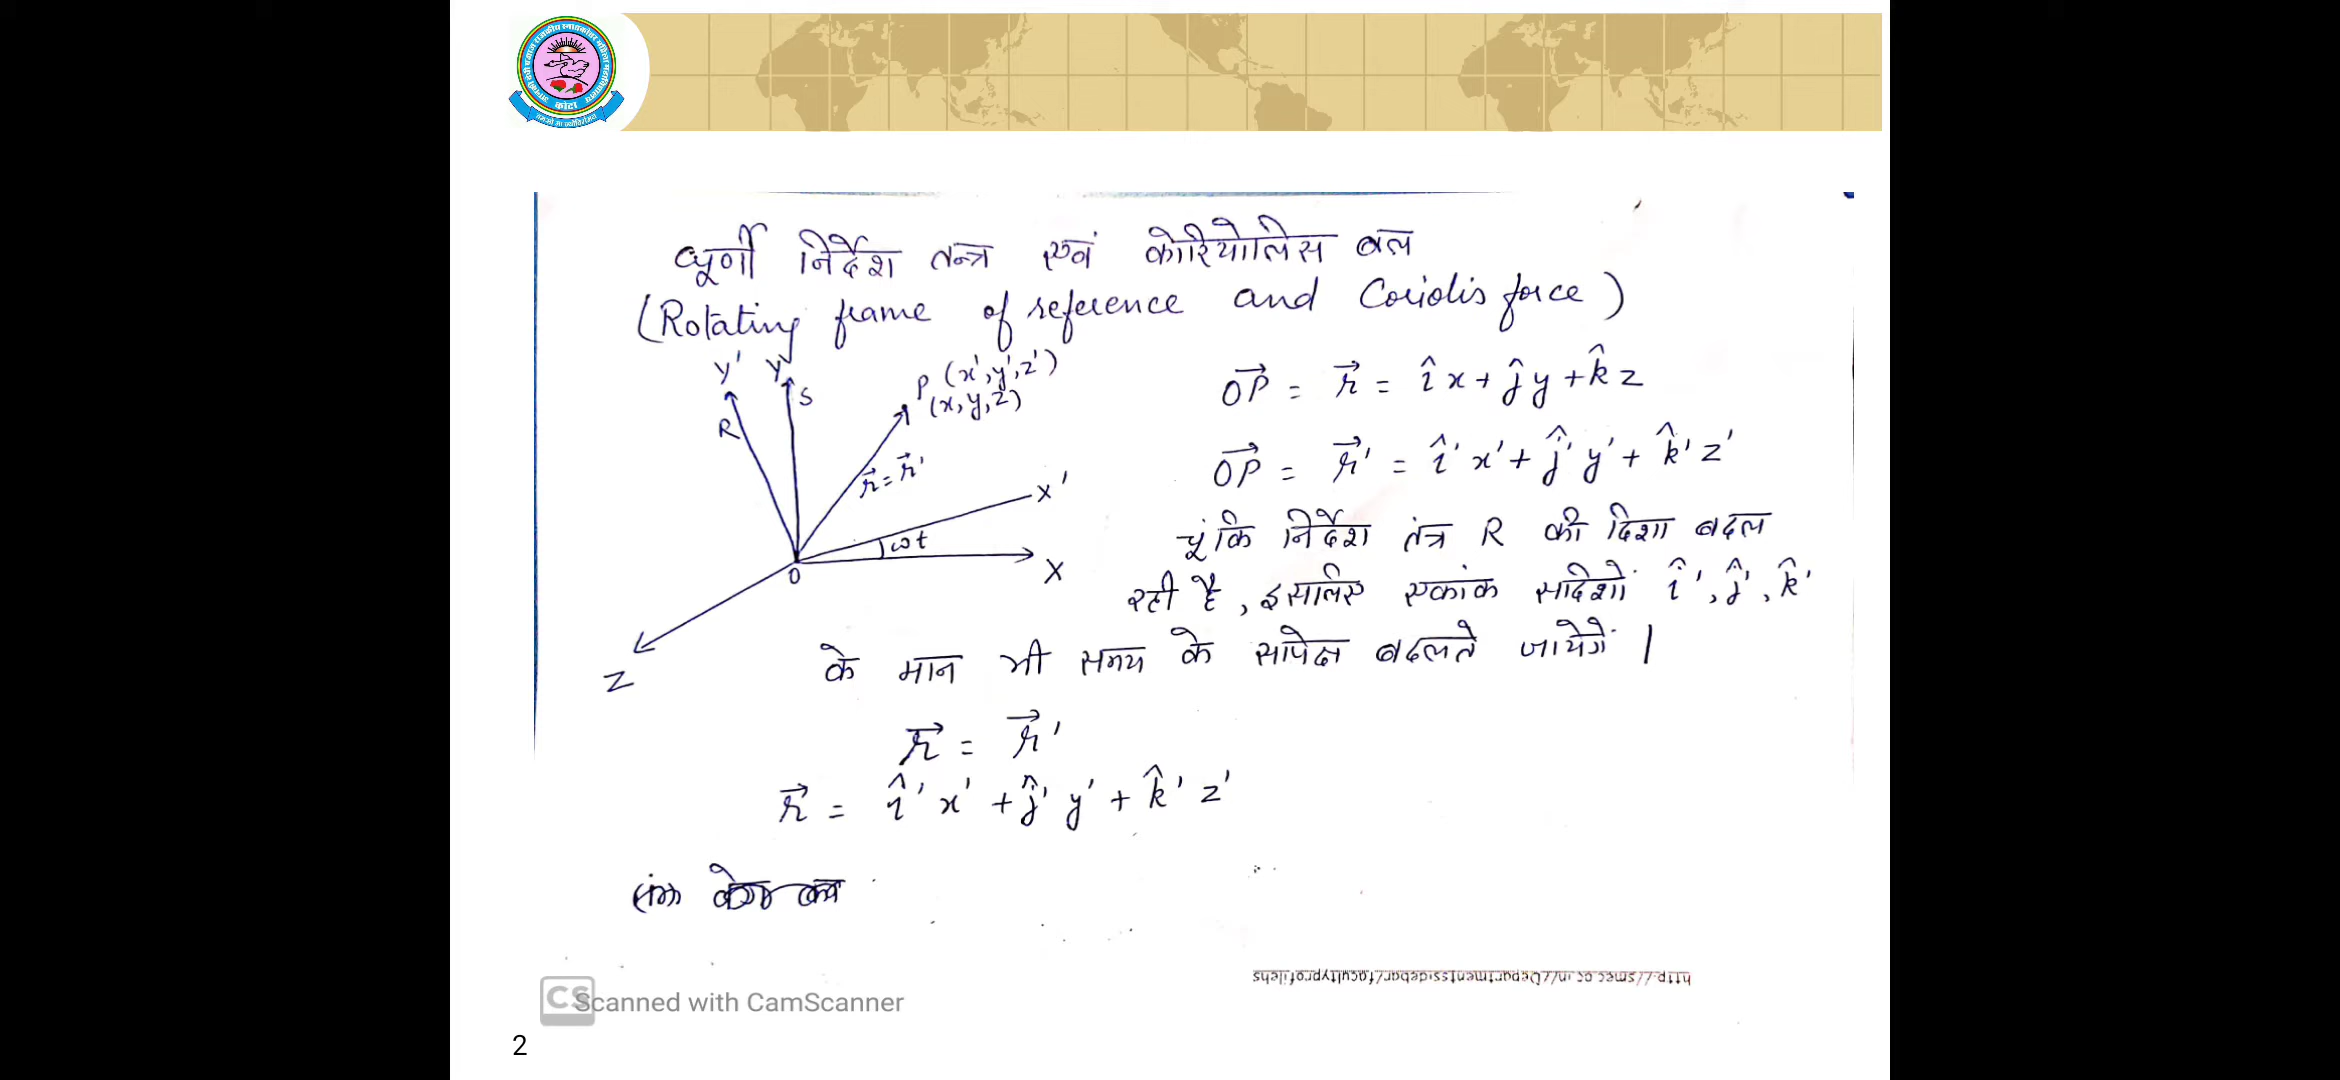 कोटा
घूर्णी निर्देश तन्त्र एवं कोरियोलिस बल
(Rotating frame of reference and Coriolis force)
Y' Y
S
R
P (x', y', z')
(x, y, z)
r⃗ = r⃗'
X'
ωt
X
O
Z
OP⃗ = r⃗ = î x + ĵ y + k̂ z
OP⃗ = r⃗' = î' x' + ĵ' y' + k̂' z'
चूंकि निर्देश तंत्र R की दिशा बदल
रही है, इसलिए एकांक सदिशों î', ĵ', k̂'
के मान भी समय के सापेक्ष बदलते जायेगें।
r⃗ = r⃗'
r⃗ = î' x' + ĵ' y' + k̂' z'
CS Scanned with CamScanner
2